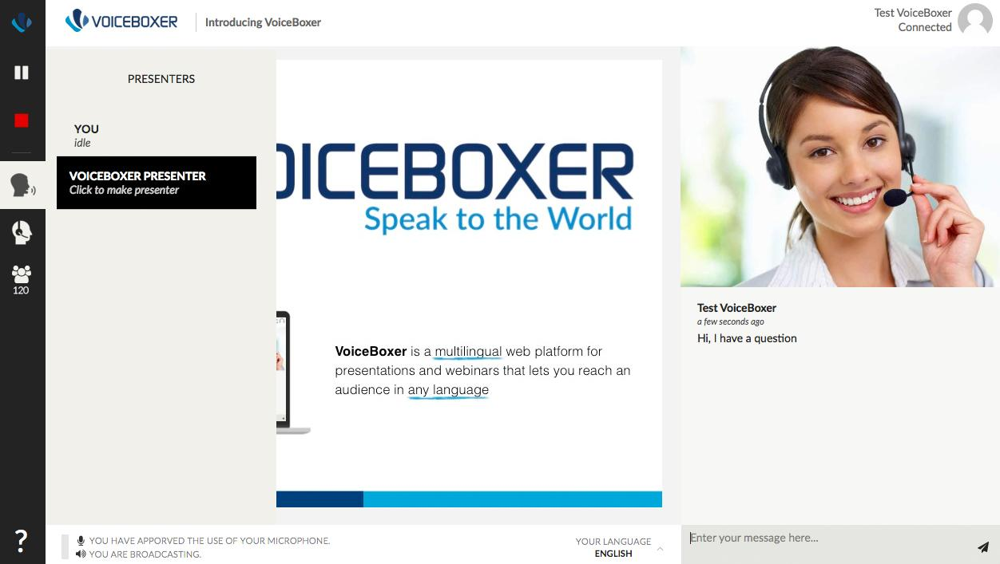 VOICEBOXER
Introducing VoiceBoxer
Test VoiceBoxer
Connected
120
?
PRESENTERS
YOU
idle
VOICEBOXER PRESENTER
Click to make presenter
OICEBOXER
Speak to the World
VoiceBoxer is a multilingual web platform for
presentations and webinars that lets you reach an
audience in any language
Test VoiceBoxer
a few seconds ago
Hi, I have a question
YOU HAVE APPORVED THE USE OF YOUR MICROPHONE.
YOU ARE BROADCASTING.
YOUR LANGUAGE
ENGLISH
Enter your message here...